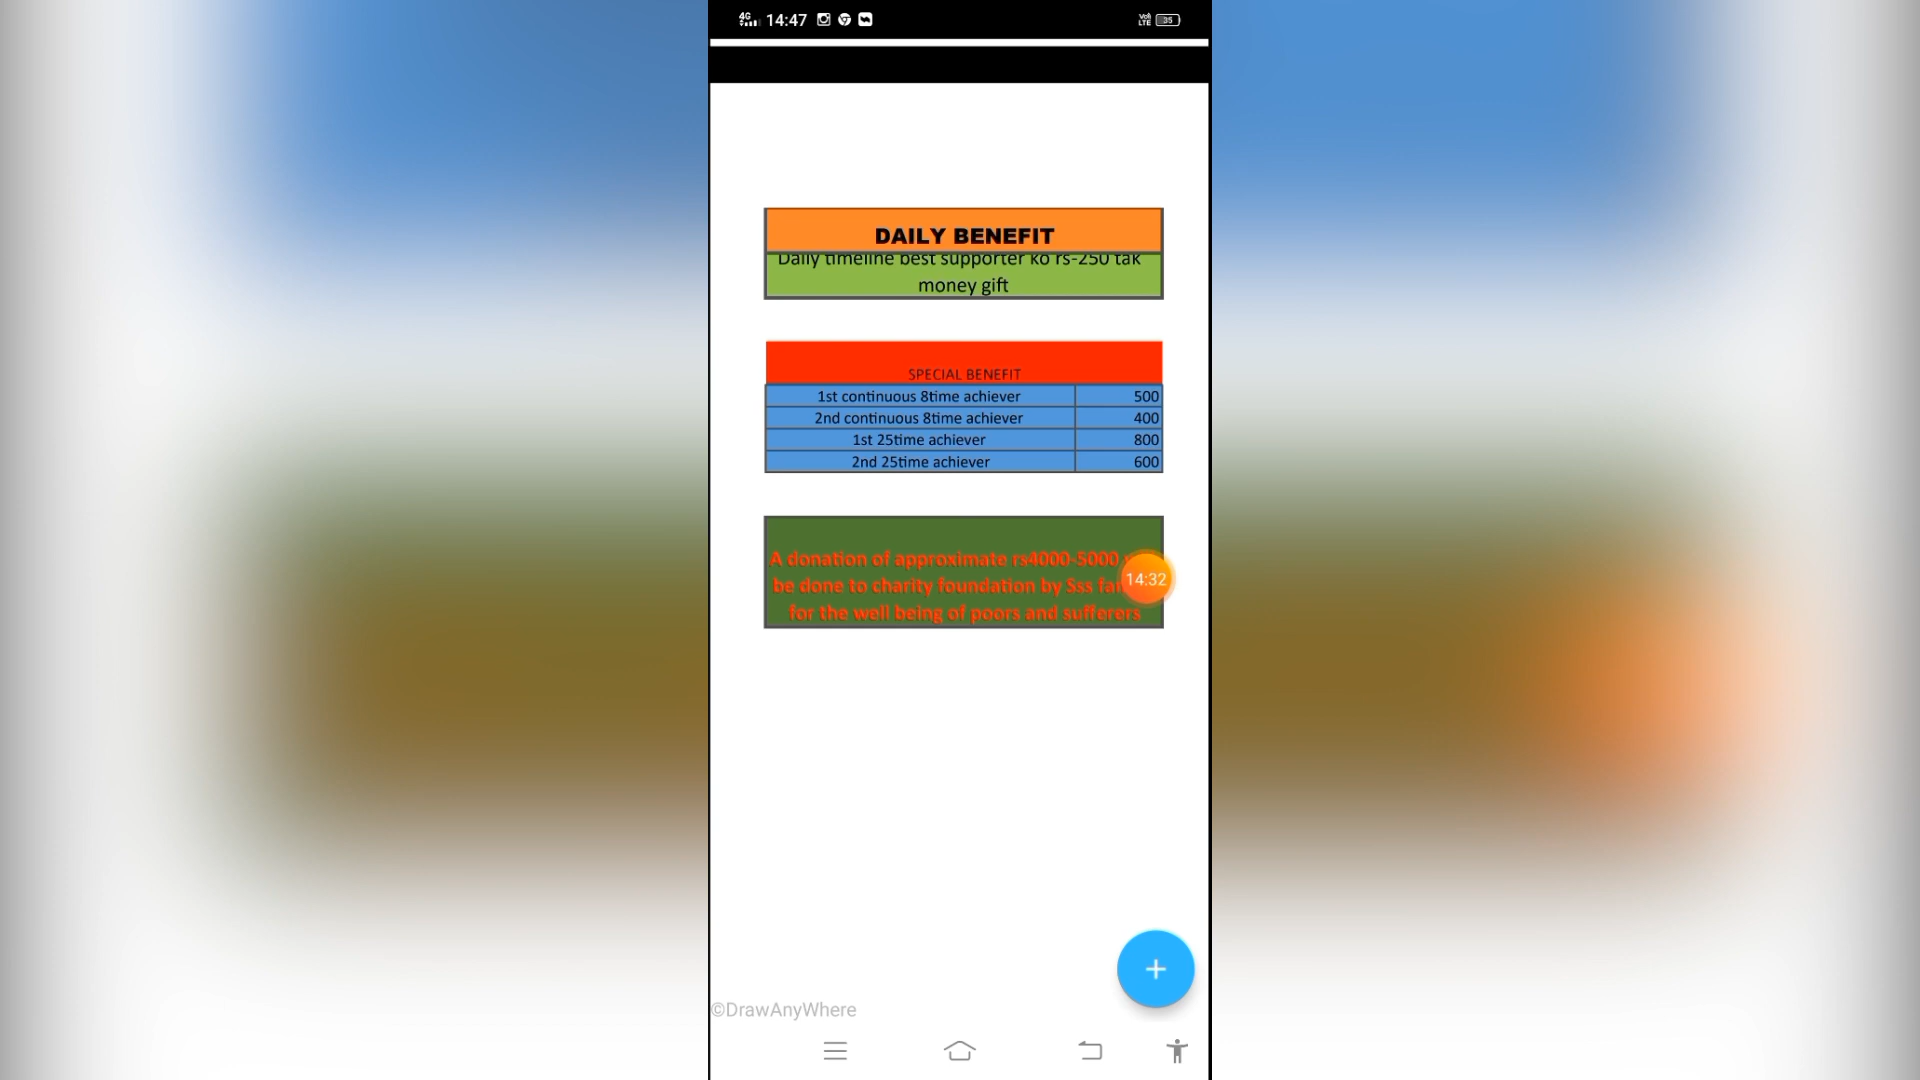 4G 14:47 VoLTE 35
DAILY BENEFIT
Daily timeline best supporter ko rs-250 tak
money gift
SPECIAL BENEFIT
1st continuous 8time achiever 500
2nd continuous 8time achiever 400
1st 25time achiever 800
2nd 25time achiever 600
A donation of approximate rs4000-5000
be done to charity foundation by Sss
for the well being of poors and sufferers
14:32
©DrawAnyWhere